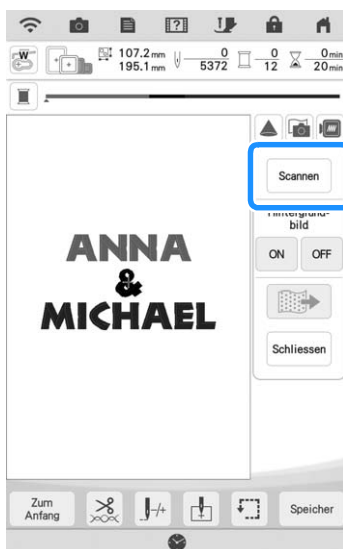 107.2 mm 0 0 0 min
195.1 mm 5372 12 20 min
Scannen
bild
ON OFF
ANNA
&
MICHAEL
Schliessen
Zum
Anfang
-/+
Speicher